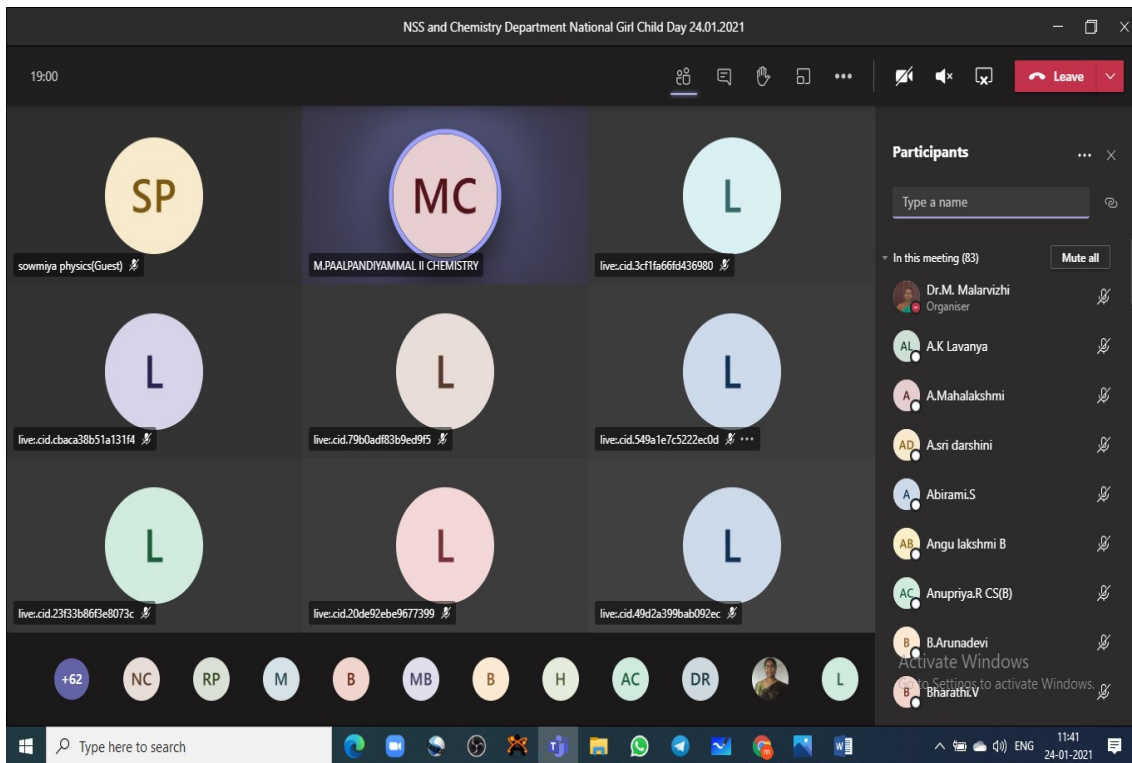 NSS and Chemistry Department National Girl Child Day 24.01.2021
19:00
Leave
SP
sowmiya physics(Guest)
MC
M.PAALPANDIYAMMAL II CHEMISTRY
L
live:.cid.3cf1fa66fd436980
L
live:.cid.cbaca38b51a131f4
L
live:.cid.79b0adf83b9ed9f5
L
live:.cid.549a1e7c5222ec0d
L
live:.cid.23f33b86f3e8073c
L
live:.cid.20de92ebe9677399
L
live:.cid.49d2a399bab092ec
+62 NC RP M B MB B H AC DR L
Participants
Type a name
In this meeting (83) Mute all
Dr.M. Malarvizhi
Organiser
AL A.K Lavanya
A A.Mahalakshmi
AD A.sri darshini
A Abirami.S
AB Angu lakshmi B
AC Anupriya.R CS(B)
B B.Arunadevi
Activate Windows
Go to Settings to activate Windows.
B Bharathi.V
Type here to search
ENG
11:41
24-01-2021